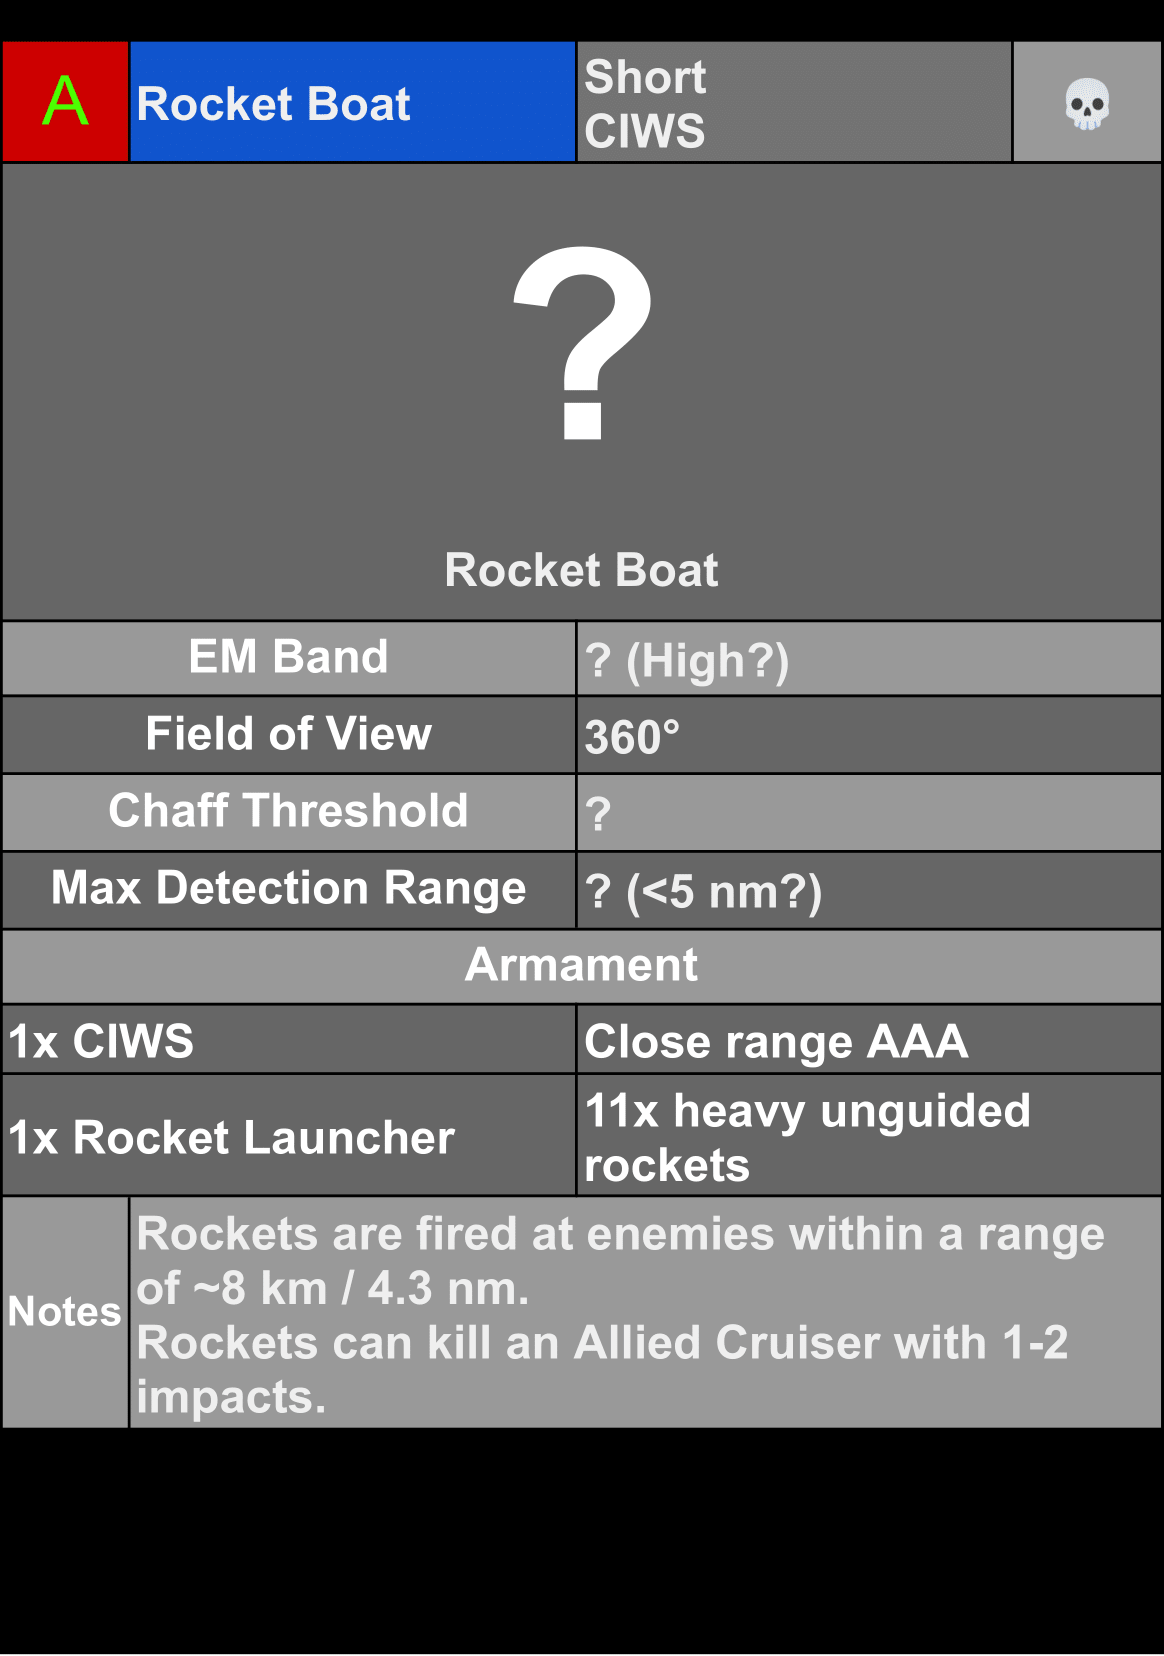 A
Rocket Boat
Short
CIWS
?
Rocket Boat
EM Band
? (High?)
Field of View
360°
Chaff Threshold
?
Max Detection Range
? (<5 nm?)
Armament
1x CIWS
Close range AAA
1x Rocket Launcher
11x heavy unguided
rockets
Notes
Rockets are fired at enemies within a range
of ~8 km / 4.3 nm.
Rockets can kill an Allied Cruiser with 1-2
impacts.